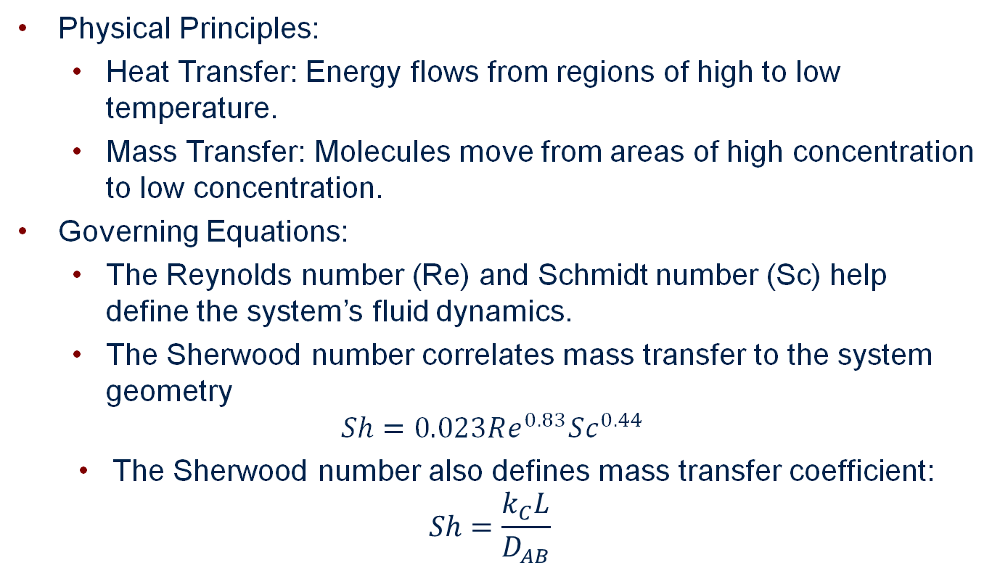 • Physical Principles:
• Heat Transfer: Energy flows from regions of high to low
temperature.
• Mass Transfer: Molecules move from areas of high concentration
to low concentration.
• Governing Equations:
• The Reynolds number (Re) and Schmidt number (Sc) help
define the system’s fluid dynamics.
• The Sherwood number correlates mass transfer to the system
geometry
$Sh = 0.023Re^{0.83}Sc^{0.44}$
• The Sherwood number also defines mass transfer coefficient:
$Sh = \frac{k_C L}{D_{AB}}$